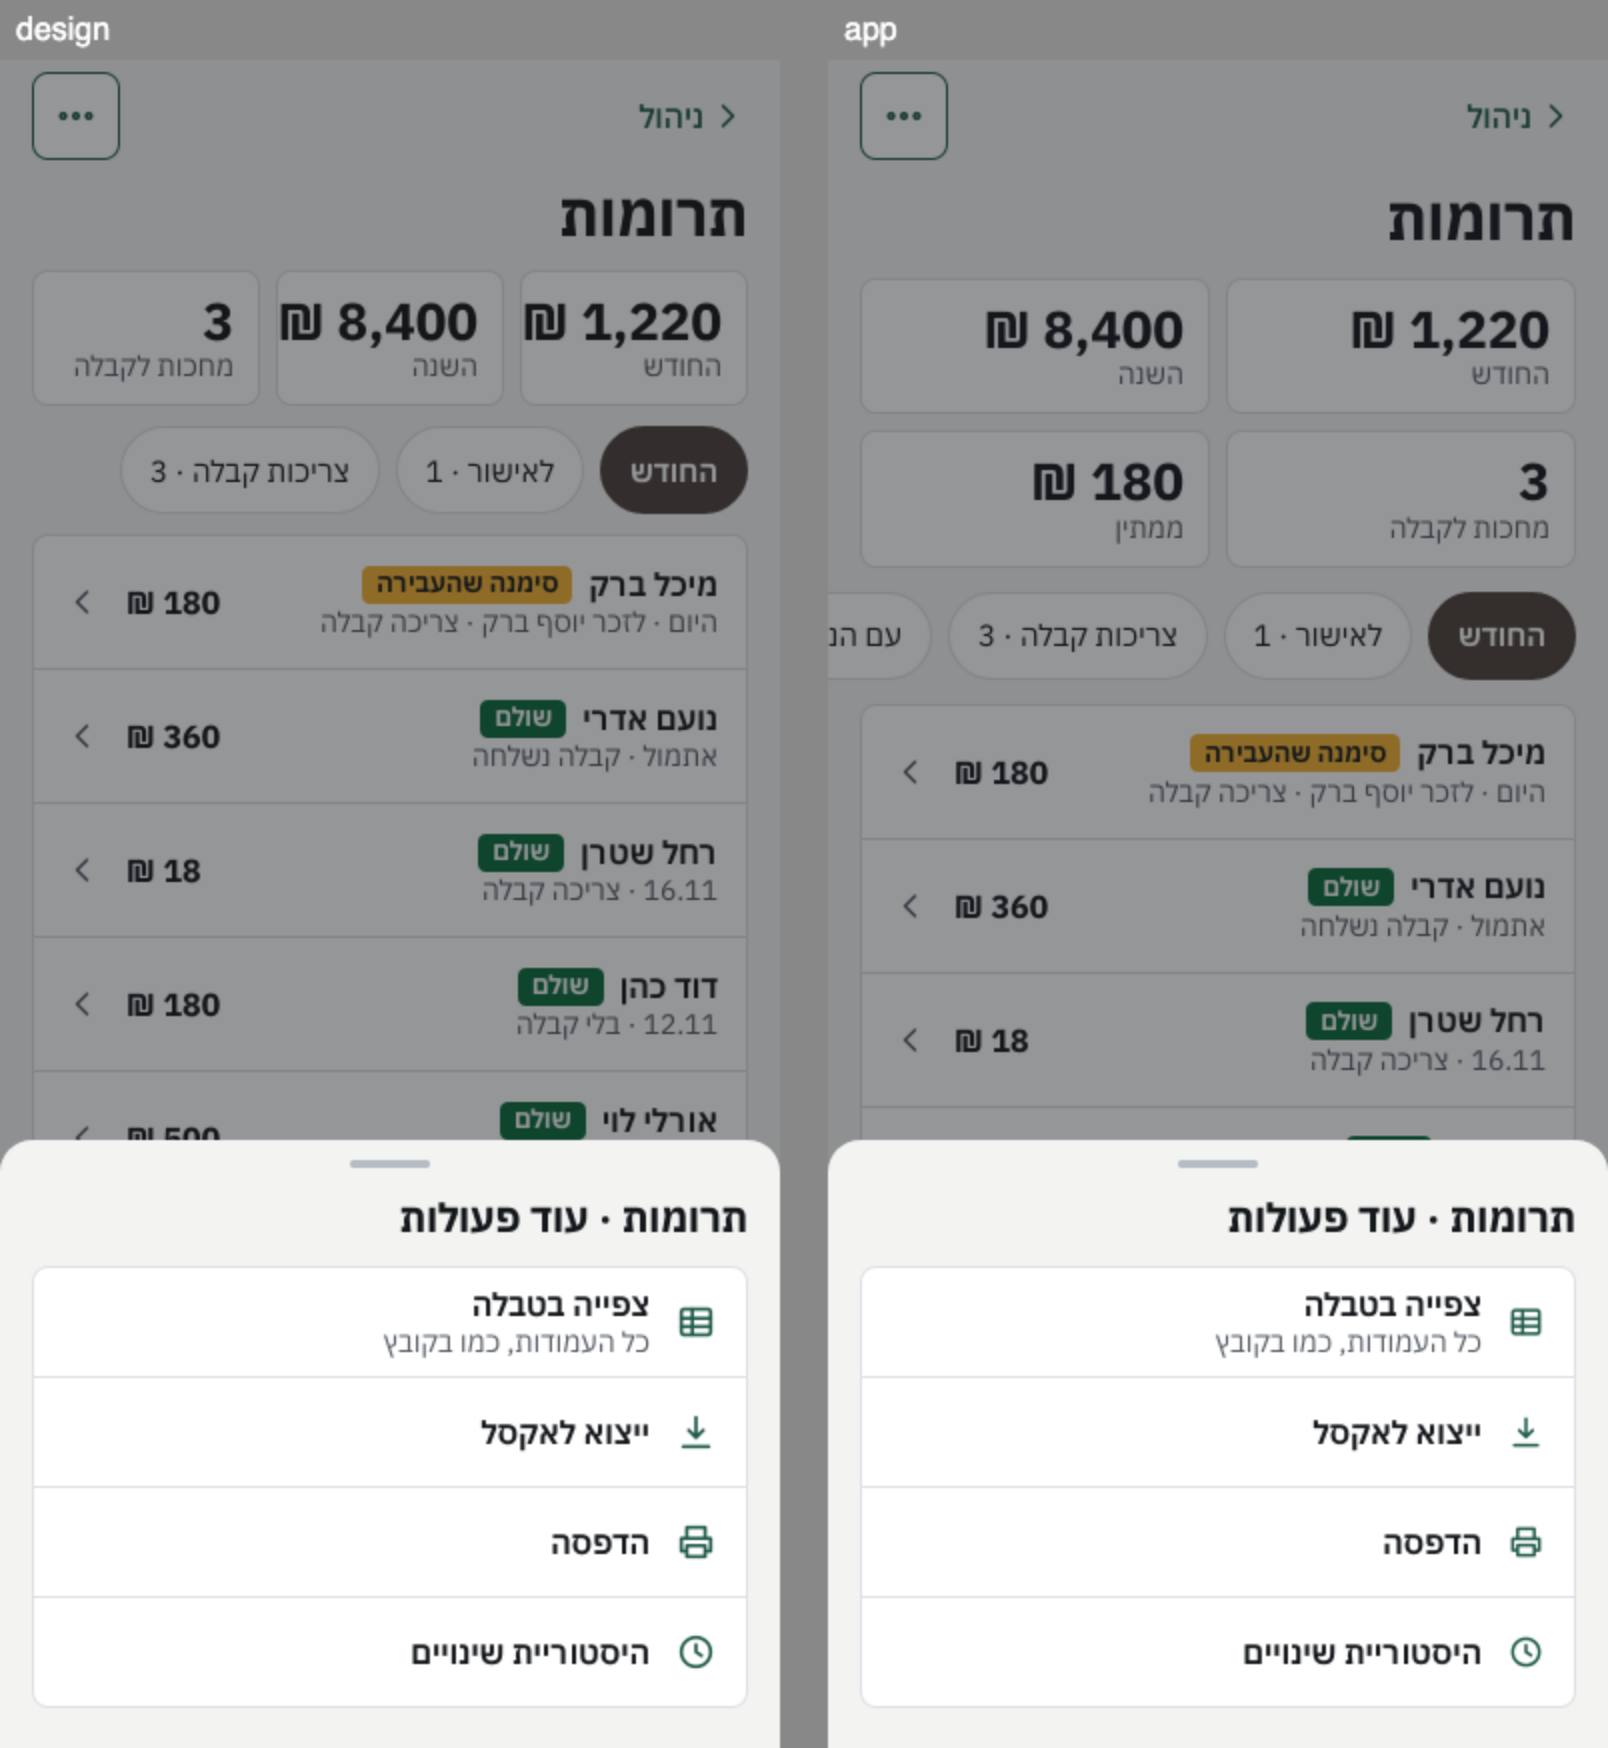 design
ניהול
תרומות
1,220 ₪
החודש
8,400 ₪
השנה
3
מחכות לקבלה
החודש
לאישור · 1
צריכות קבלה · 3
מיכל ברק
סימנה שהעבירה
היום · לזכר יוסף ברק · צריכה קבלה
180 ₪
נועם אדרי
שולם
אתמול · קבלה נשלחה
360 ₪
רחל שטרן
שולם
16.11 · צריכה קבלה
18 ₪
דוד כהן
שולם
12.11 · בלי קבלה
180 ₪
אורלי לוי
שולם
500 ₪
תרומות · עוד פעולות
צפייה בטבלה
כל העמודות, כמו בקובץ
ייצוא לאקסל
הדפסה
היסטוריית שינויים
app
ניהול
תרומות
1,220 ₪
החודש
8,400 ₪
השנה
3
מחכות לקבלה
180 ₪
ממתין
החודש
לאישור · 1
צריכות קבלה · 3
עם
מיכל ברק
סימנה שהעבירה
היום · לזכר יוסף ברק · צריכה קבלה
180 ₪
נועם אדרי
שולם
אתמול · קבלה נשלחה
360 ₪
רחל שטרן
שולם
16.11 · צריכה קבלה
18 ₪
תרומות · עוד פעולות
צפייה בטבלה
כל העמודות, כמו בקובץ
ייצוא לאקסל
הדפסה
היסטוריית שינויים